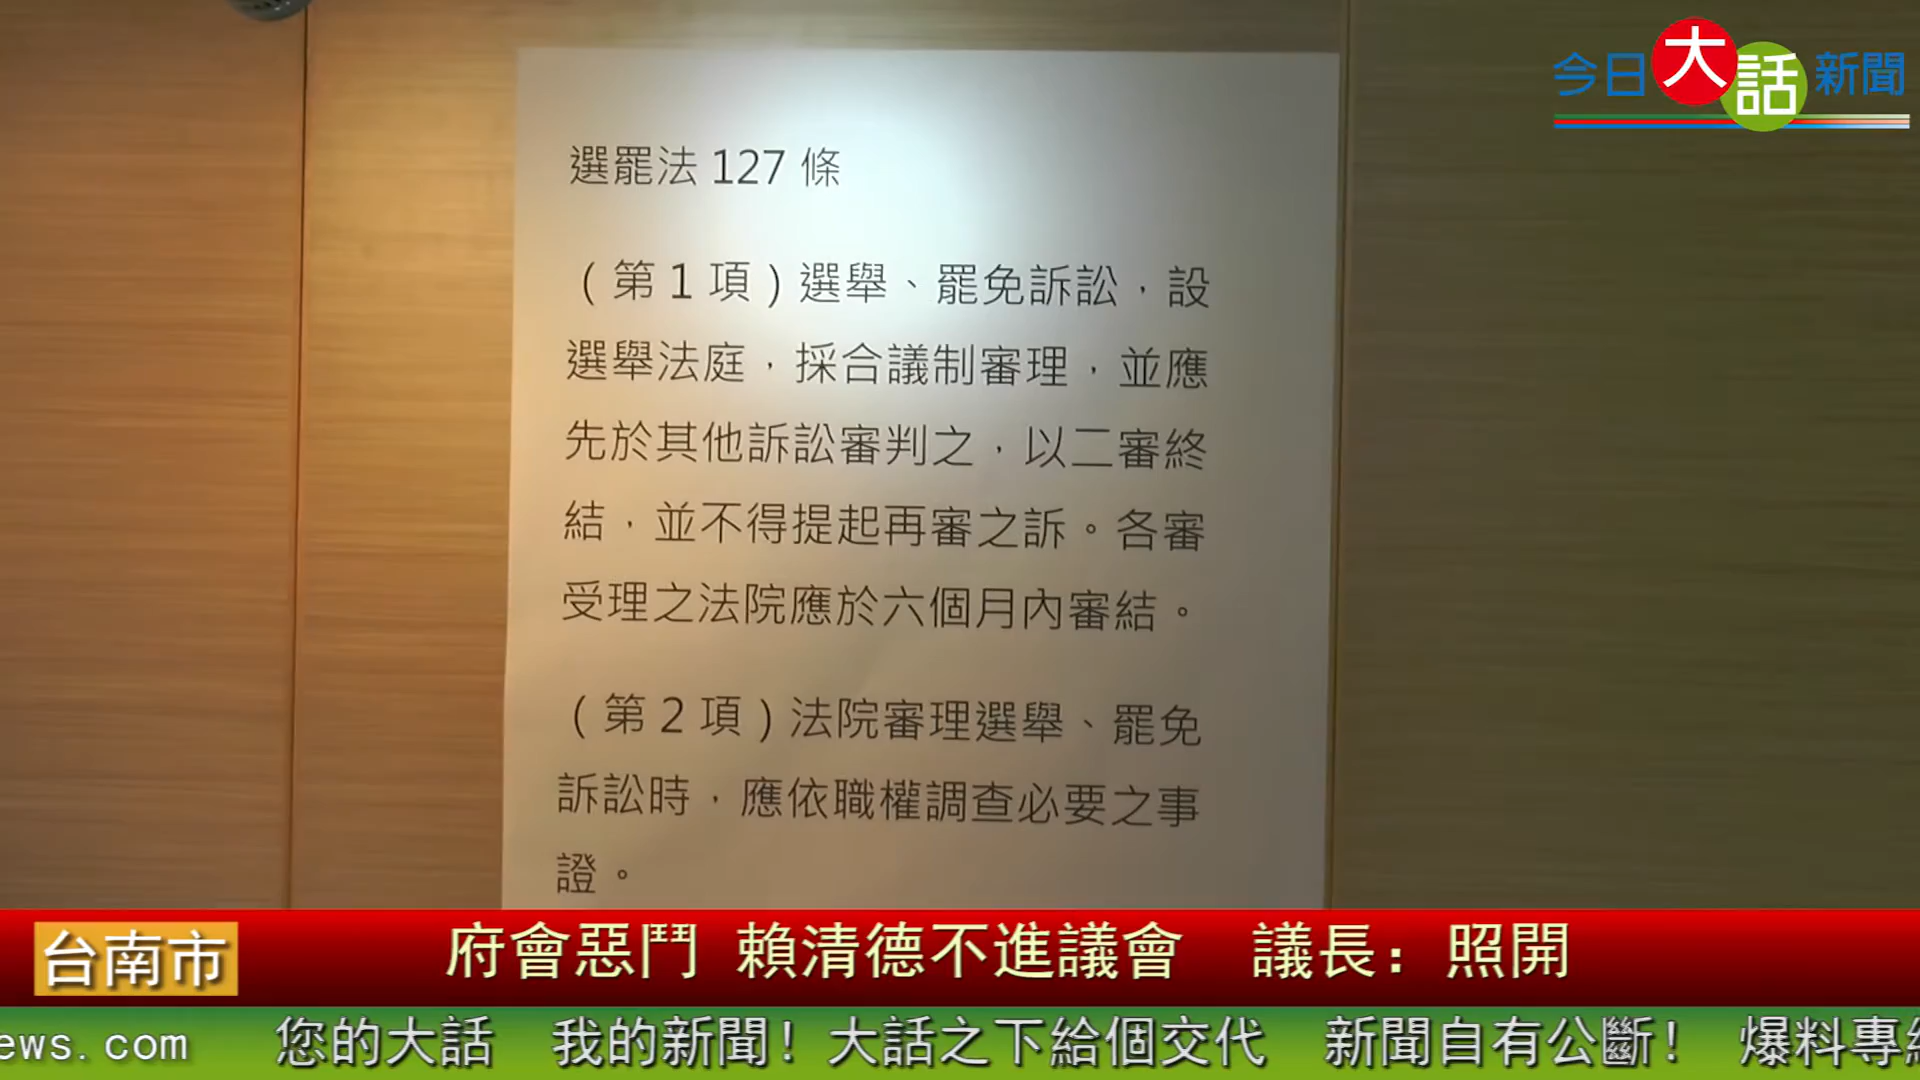 今日大話新聞
選罷法 127 條
(第 1 項) 選舉、罷免訴訟，設
選舉法庭，採合議制審理，並應
先於其他訴訟審判之，以二審終
結，並不得提起再審之訴。各審
受理之法院應於六個月內審結。
(第 2 項) 法院審理選舉、罷免
訴訟時，應依職權調查必要之事
證。
台南市
府會惡鬥 賴清德不進議會 議長：照開
ews.com 您的大話 我的新聞！大話之下給個交代 新聞自有公斷！ 爆料專